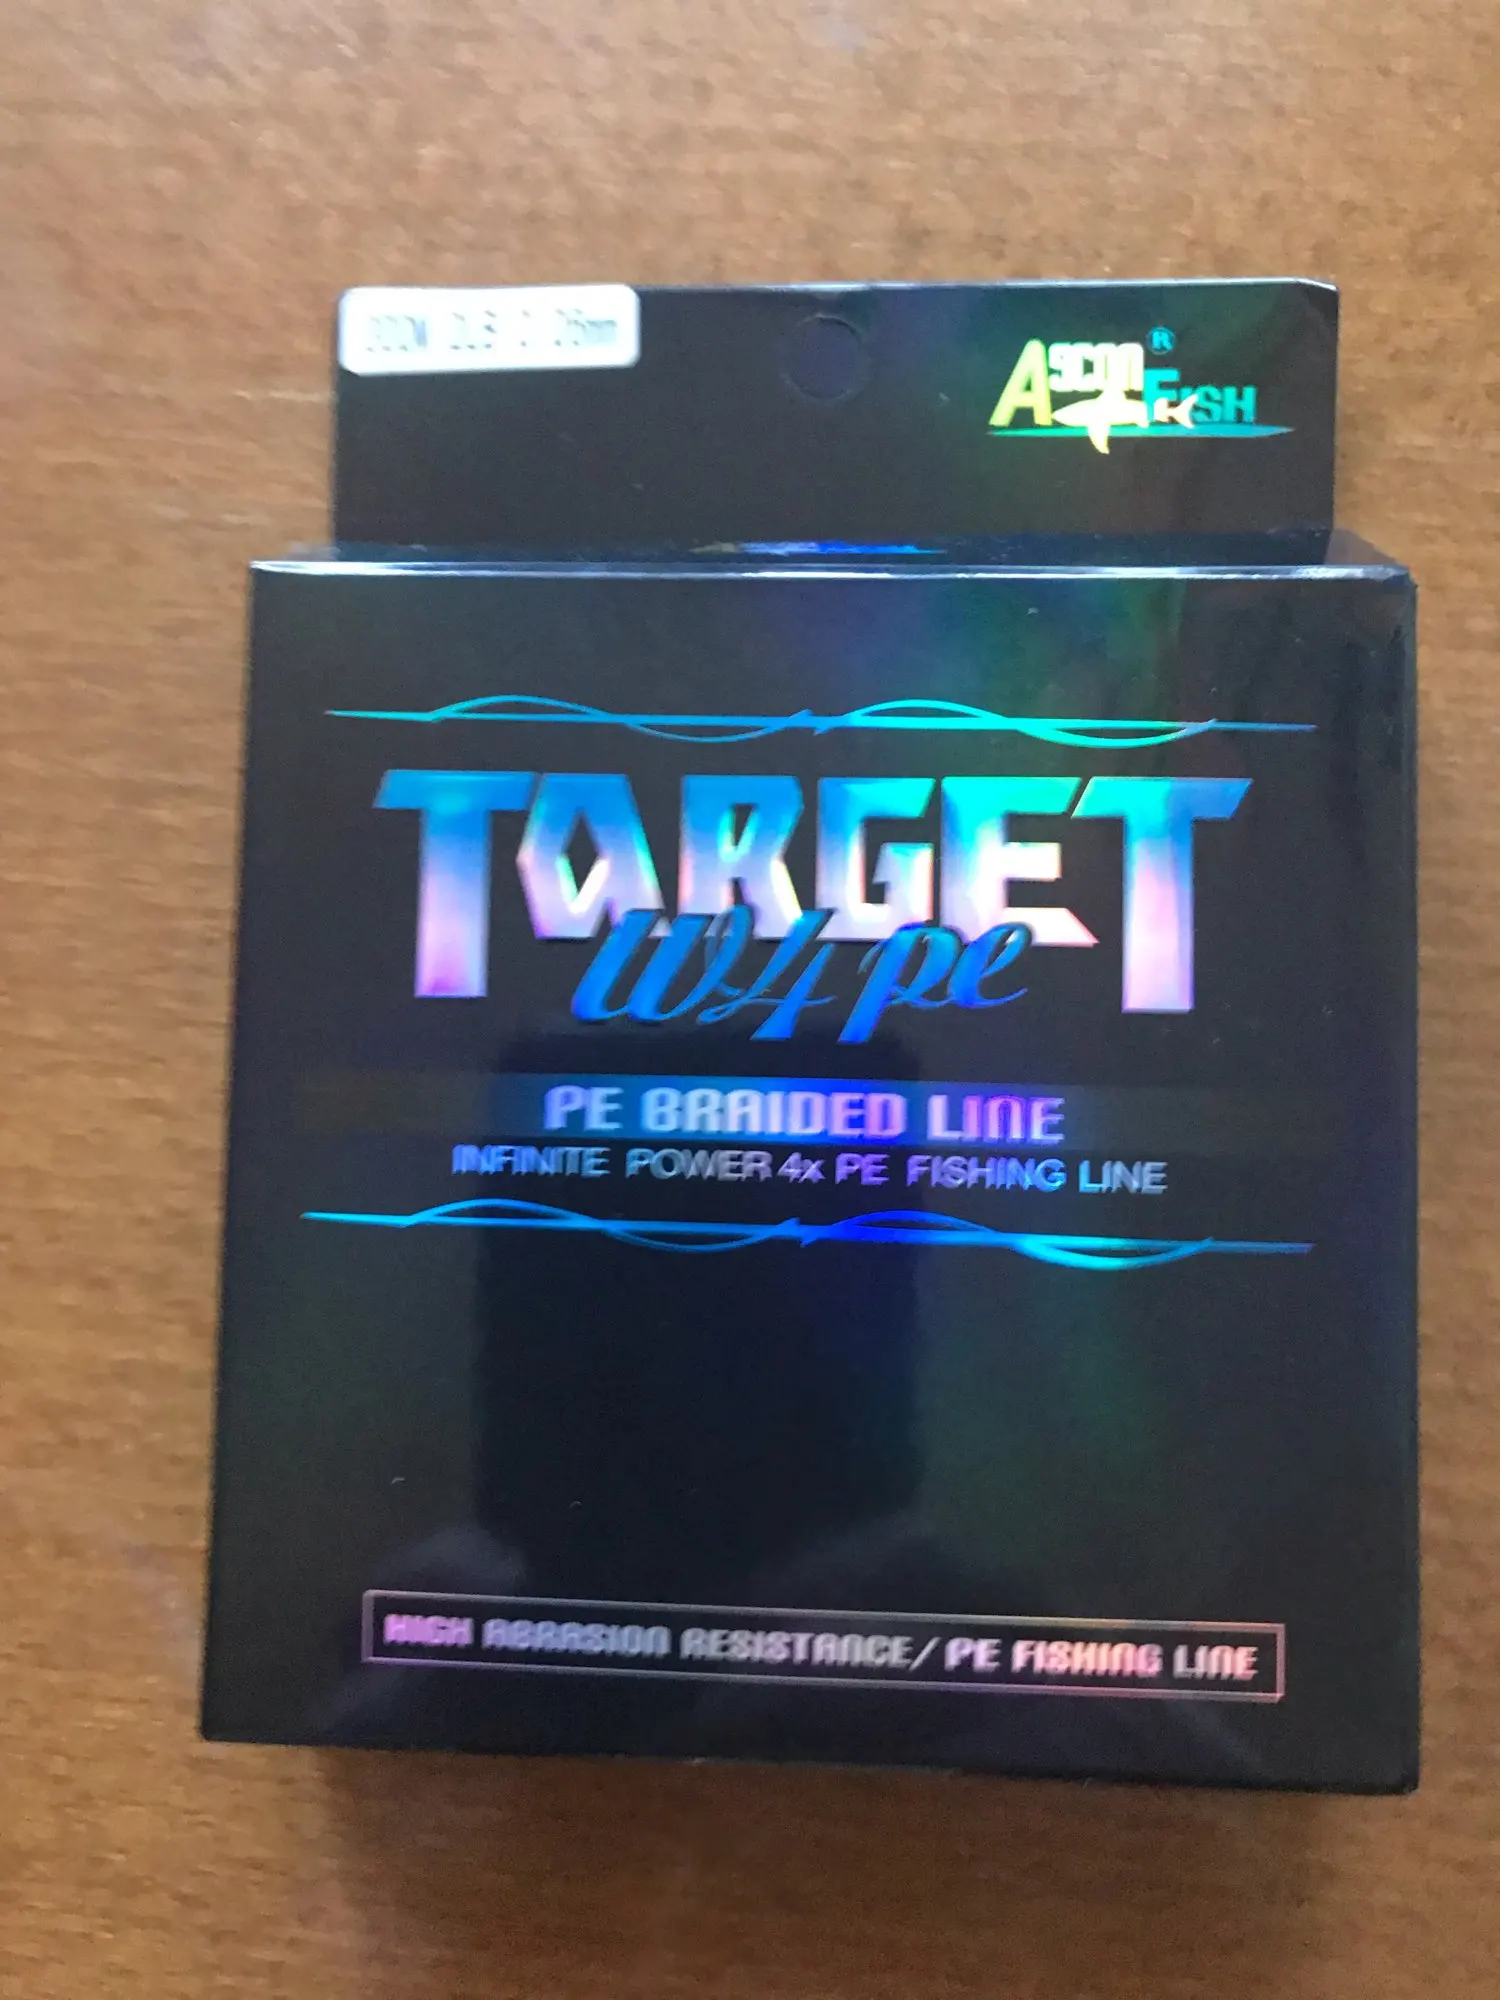 AsconFish®
TARGET
W4 pe
PE BRAIDED LINE
INFINITE POWER 4x PE FISHING LINE
HIGH ABRASION RESISTANCE/ PE FISHING LINE